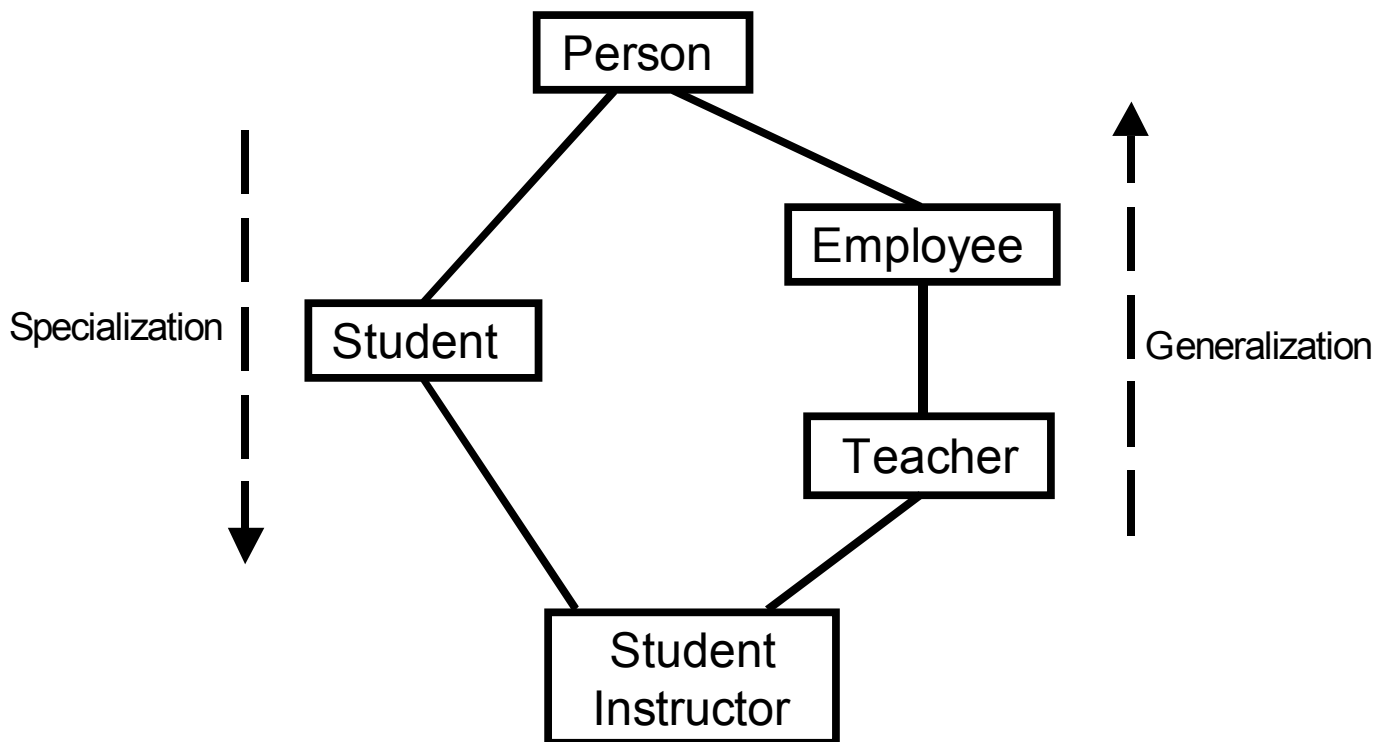 Person
Employee
Specialization
Student
Generalization
Teacher
Student
Instructor